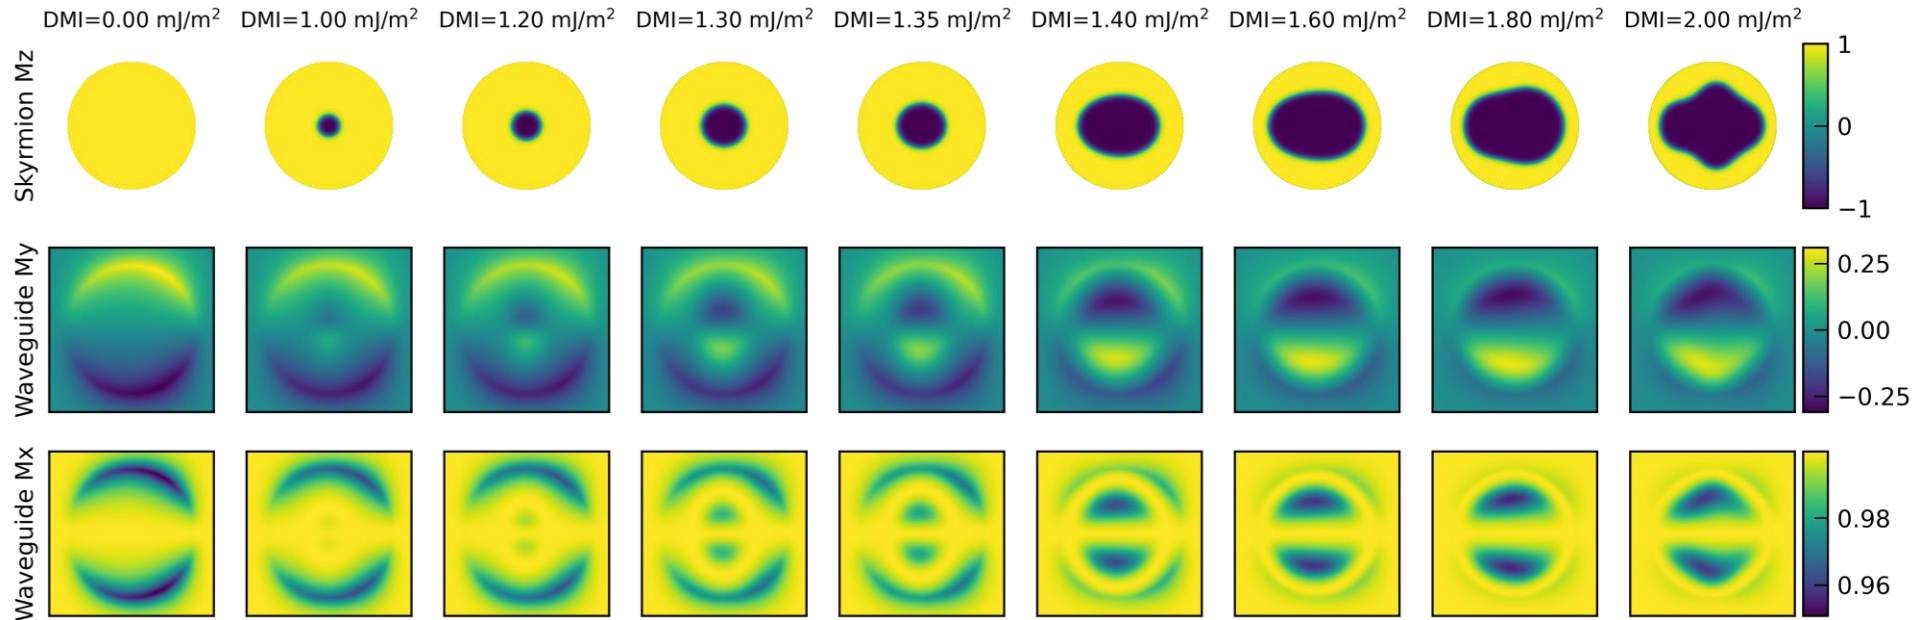 DMI=0.00 mJ/m² DMI=1.00 mJ/m² DMI=1.20 mJ/m² DMI=1.30 mJ/m² DMI=1.35 mJ/m² DMI=1.40 mJ/m² DMI=1.60 mJ/m² DMI=1.80 mJ/m² DMI=2.00 mJ/m²
Skyrmion Mz
1
0
−1
Waveguide My
0.25
0.00
−0.25
Waveguide Mx
0.98
0.96